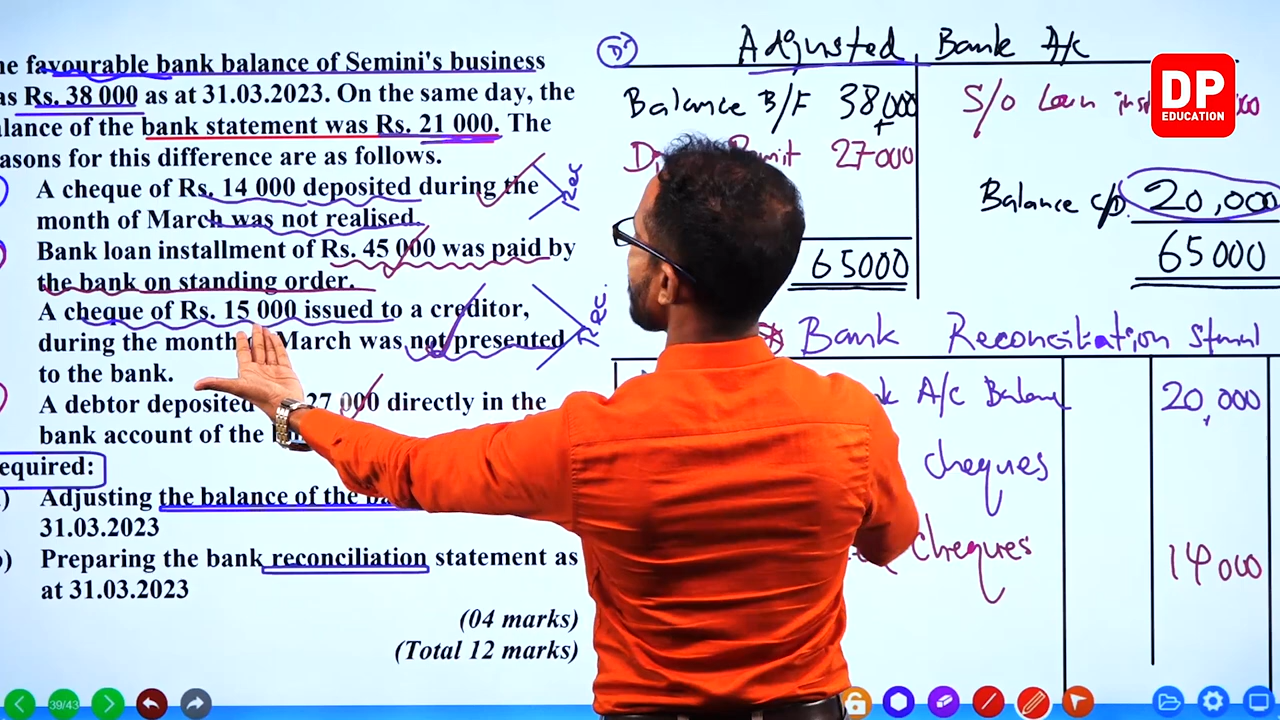 he favourable bank balance of Semini's business
as Rs. 38 000 as at 31.03.2023. On the same day, the
alance of the bank statement was Rs. 21 000. The
easons for this difference are as follows.
A cheque of Rs. 14 000 deposited during the
month of March was not realised.
Bank loan installment of Rs. 45 000 was paid by
the bank on standing order.
A cheque of Rs. 15 000 issued to a creditor,
during the month March was not presented
to the bank.
A debtor deposited 27 000 directly in the
bank account of the
equired:
) Adjusting the balance of the
31.03.2023
) Preparing the bank reconciliation statement as
at 31.03.2023
(04 marks)
(Total 12 marks)
Rec
Rec.
Adjusted Bank A/C
Balance B/F 38,000
27000
65000
S/O Loan
Balance c/D 20,000
65000
Bank Reconciliation
A/C 20,000
cheques
cheques 14000
DP
EDUCATION
39/43